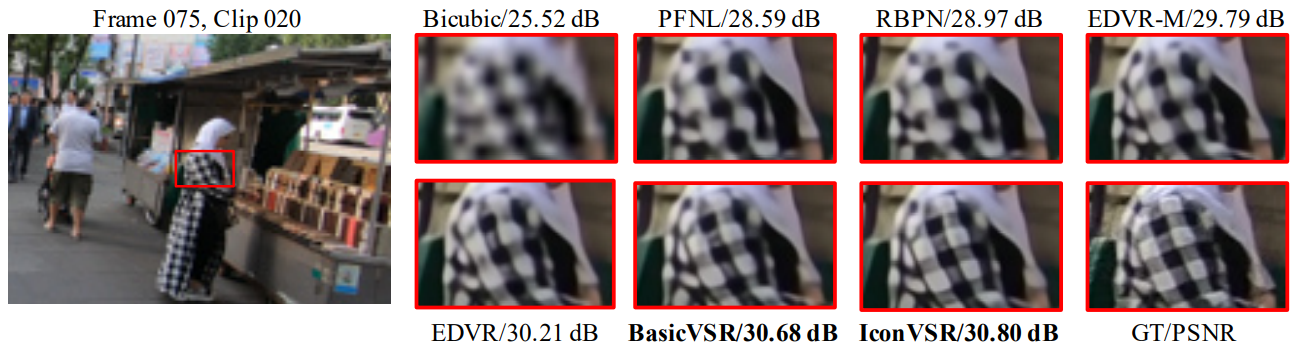 Frame 075, Clip 020
Bicubic/25.52 dB
PFNL/28.59 dB
RBPN/28.97 dB
EDVR-M/29.79 dB
EDVR/30.21 dB
BasicVSR/30.68 dB
IconVSR/30.80 dB
GT/PSNR